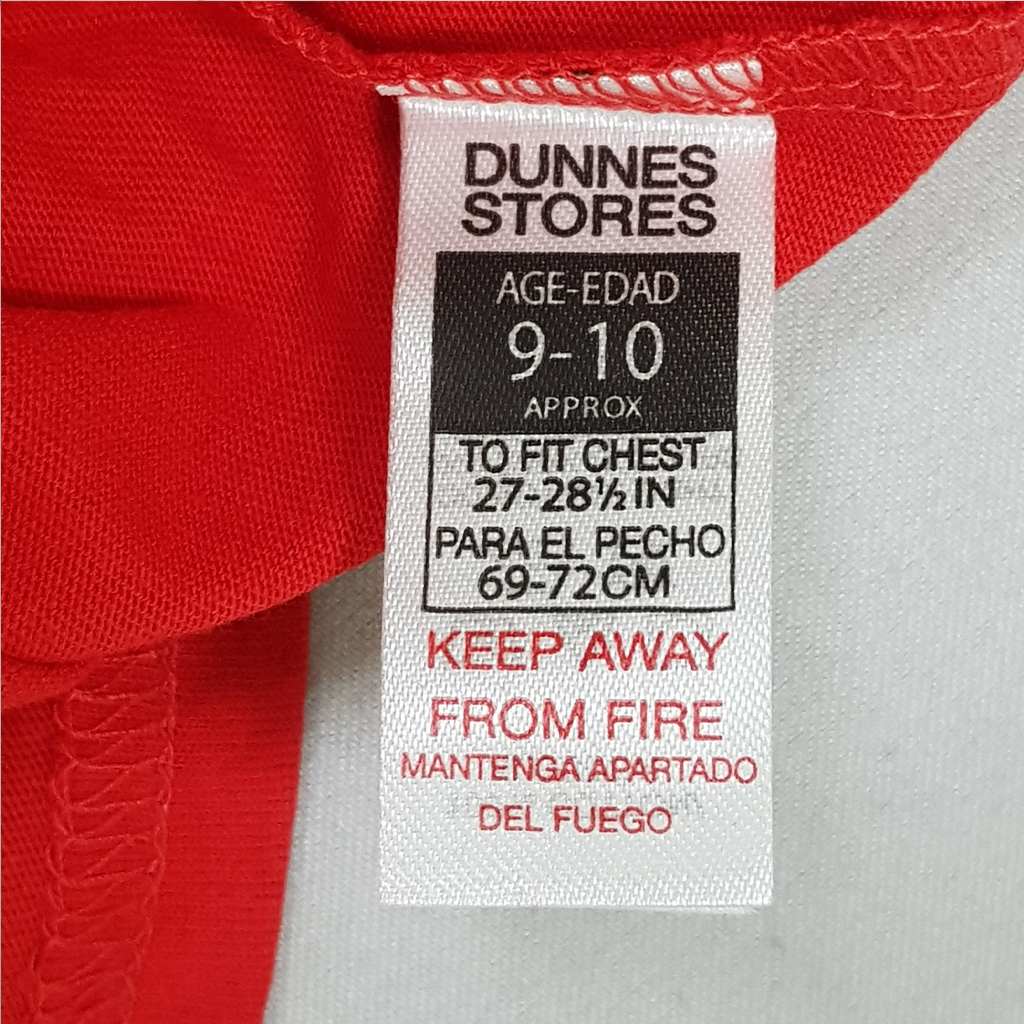 DUNNES
STORES
AGE-EDAD
9-10
APPROX
TO FIT CHEST
27-28½ IN
PARA EL PECHO
69-72CM
KEEP AWAY
FROM FIRE
MANTENGA APARTADO
DEL FUEGO